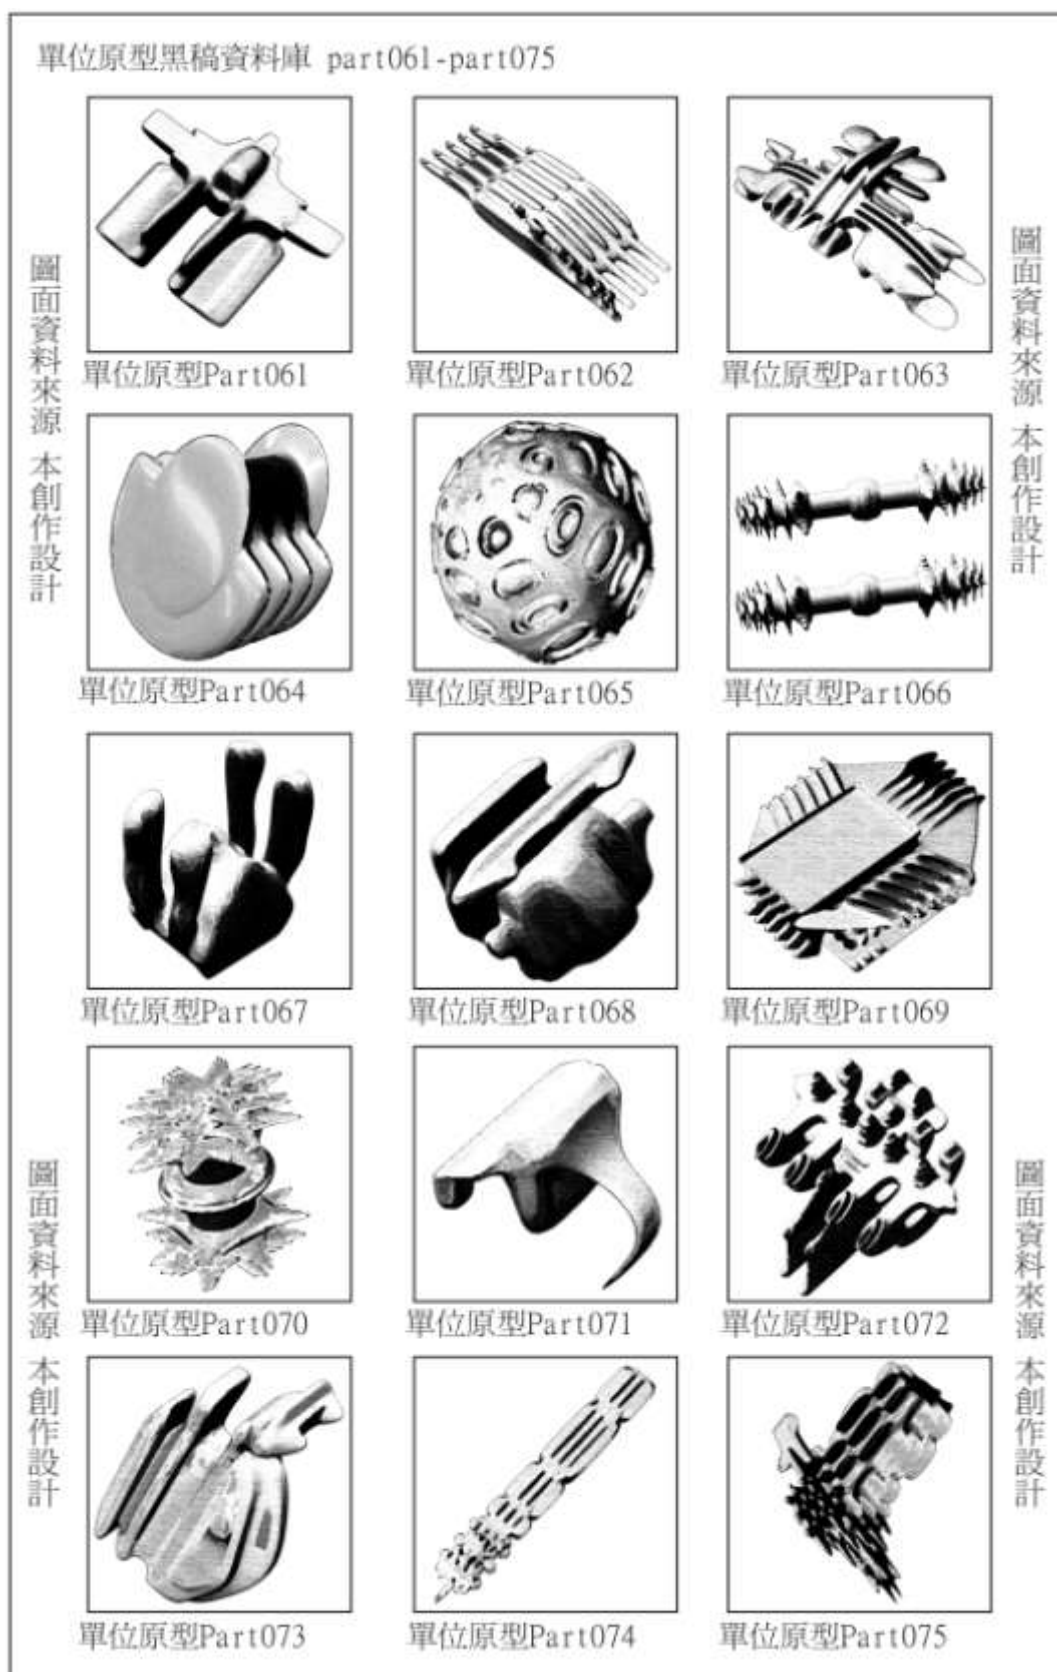 單位原型黑稿資料庫 part061-part075
圖面資料來源 本創作設計
圖面資料來源 本創作設計
單位原型Part061
單位原型Part062
單位原型Part063
單位原型Part064
單位原型Part065
單位原型Part066
單位原型Part067
單位原型Part068
單位原型Part069
圖面資料來源 本創作設計
圖面資料來源 本創作設計
單位原型Part070
單位原型Part071
單位原型Part072
單位原型Part073
單位原型Part074
單位原型Part075